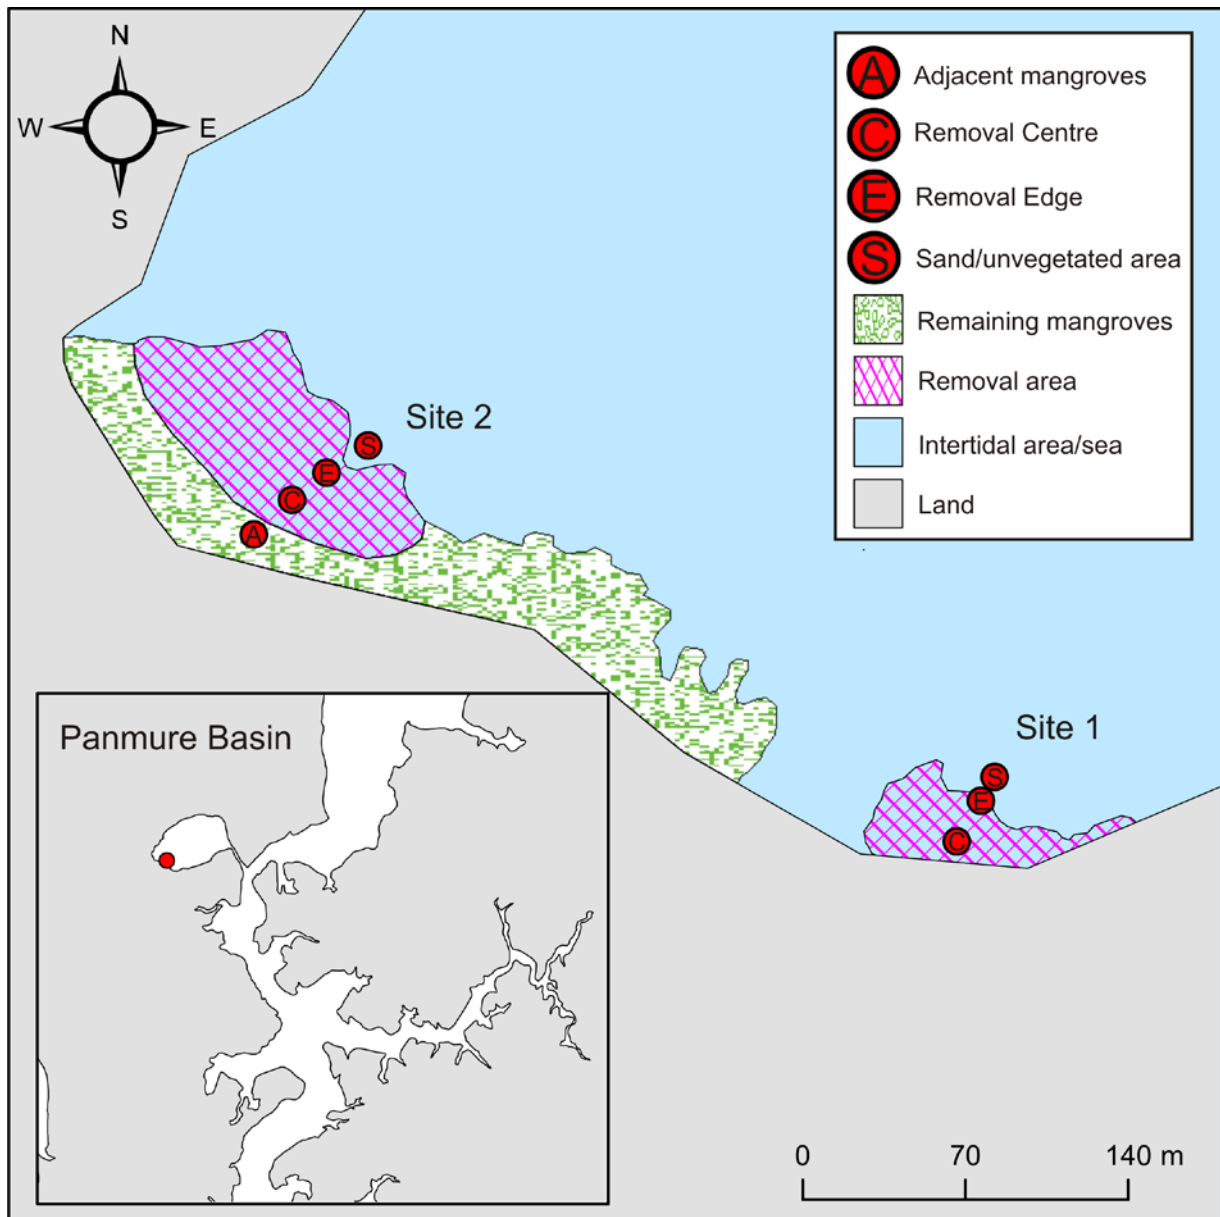 N
W
E
S
A Adjacent mangroves
C Removal Centre
E Removal Edge
S Sand/unvegetated area
Remaining mangroves
Removal area
Intertidal area/sea
Land
Site 2
S
E
C
A
Site 1
S
E
C
Panmure Basin
0 70 140 m